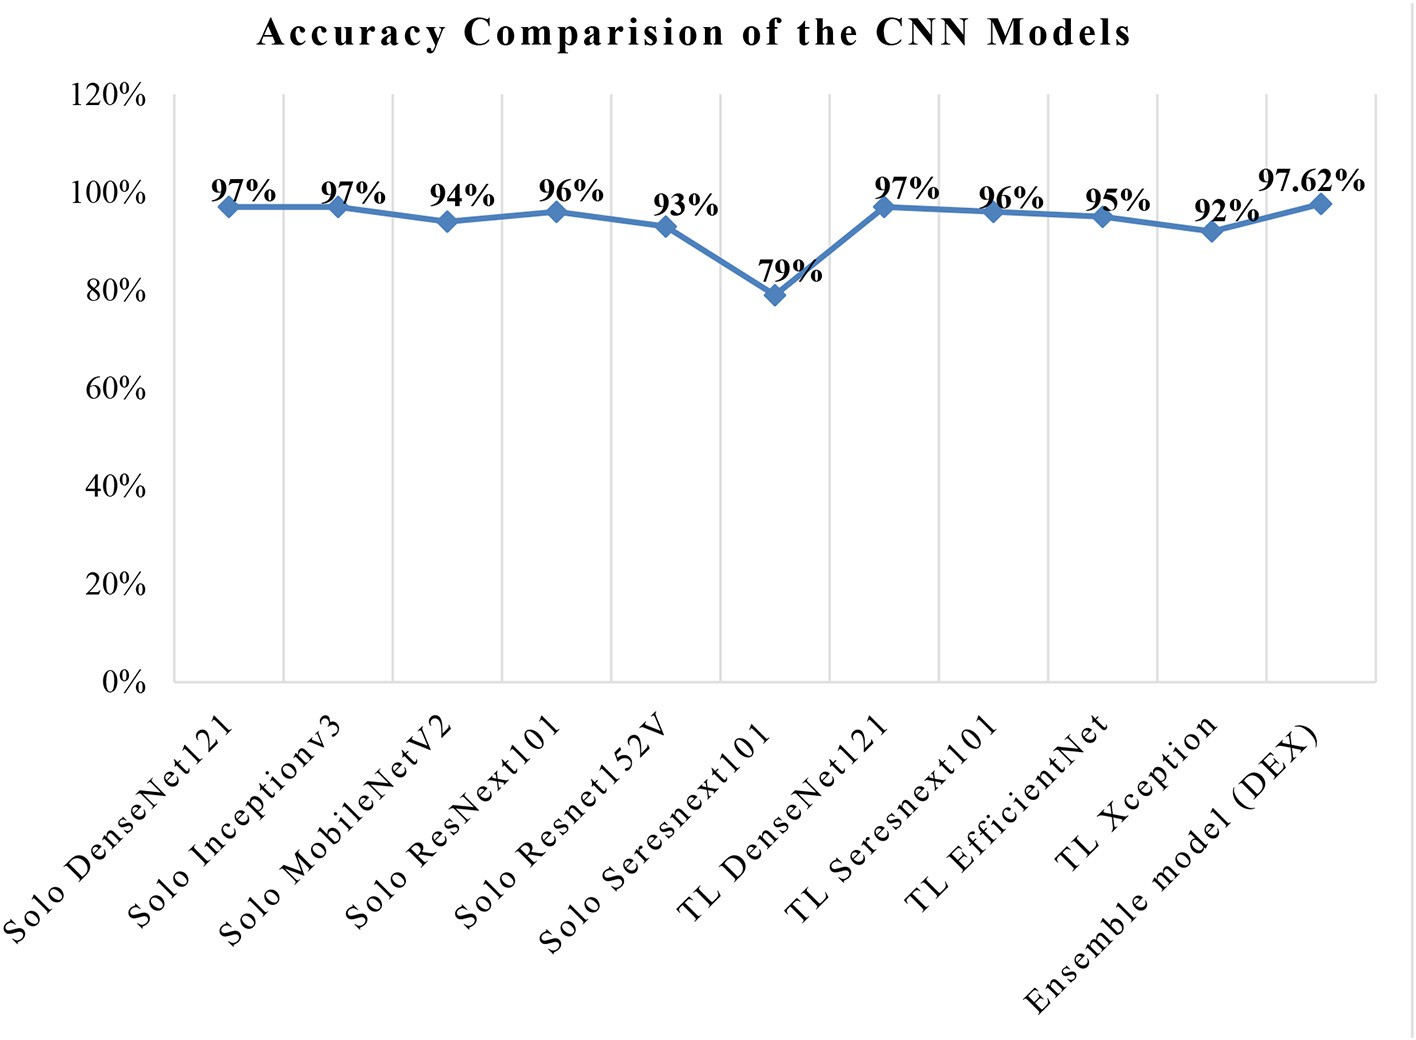 Accuracy Comparision of the CNN Models
120%
100%
80%
60%
40%
20%
0%
97%
97%
94%
96%
93%
79%
97%
96%
95%
92%
97.62%
Solo DenseNet121
Solo Inceptionv3
Solo MobileNetV2
Solo ResNext101
Solo Resnet152V
Solo Seresnext101
TL DenseNet121
TL Seresnext101
TL EfficientNet
TL Xception
Ensemble model (DEX)